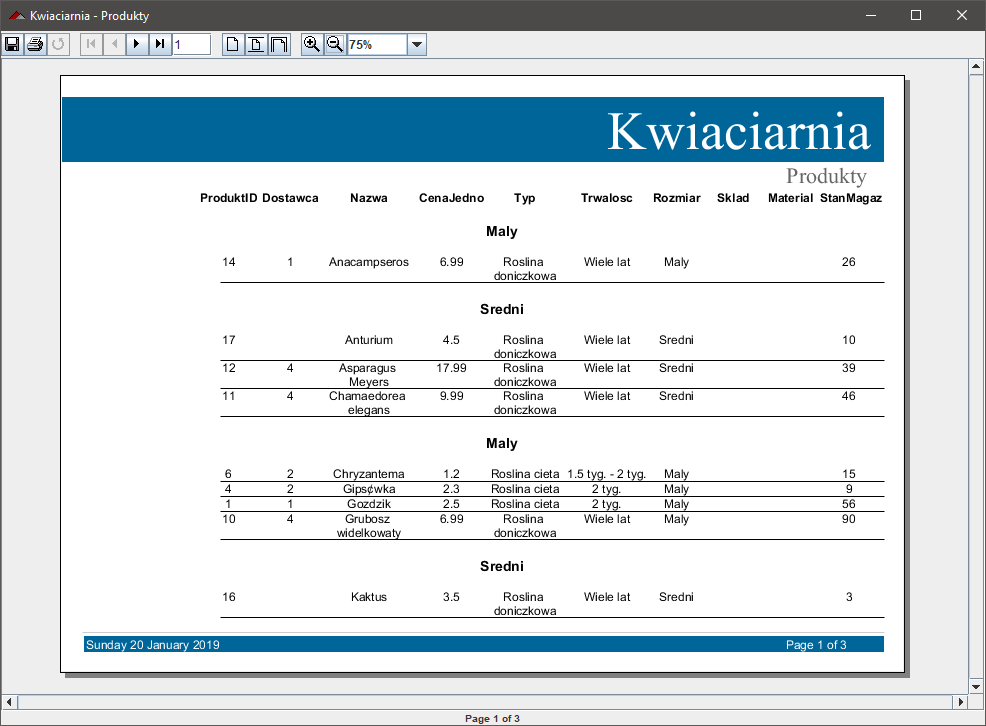 Kwiaciarnia - Produkty
1 75%
Kwiaciarnia
Produkty
ProduktID Dostawca Nazwa CenaJedno Typ Trwalosc Rozmiar Sklad Material StanMagaz
Maly
14 1 Anacampseros 6.99 Roslina Wiele lat Maly 26
doniczkowa
Sredni
17 Anturium 4.5 Roslina Wiele lat Sredni 10
doniczkowa
12 4 Asparagus 17.99 Roslina Wiele lat Sredni 39
Meyers doniczkowa
11 4 Chamaedorea 9.99 Roslina Wiele lat Sredni 46
elegans doniczkowa
Maly
6 2 Chryzantema 1.2 Roslina cieta 1.5 tyg. - 2 tyg. Maly 15
4 2 Gips¢wka 2.3 Roslina cieta 2 tyg. Maly 9
1 1 Gozdzik 2.5 Roslina cieta 2 tyg. Maly 56
10 4 Grubosz 6.99 Roslina Wiele lat Maly 90
widelkowaty doniczkowa
Sredni
16 Kaktus 3.5 Roslina Wiele lat Sredni 3
doniczkowa
Sunday 20 January 2019 Page 1 of 3
Page 1 of 3